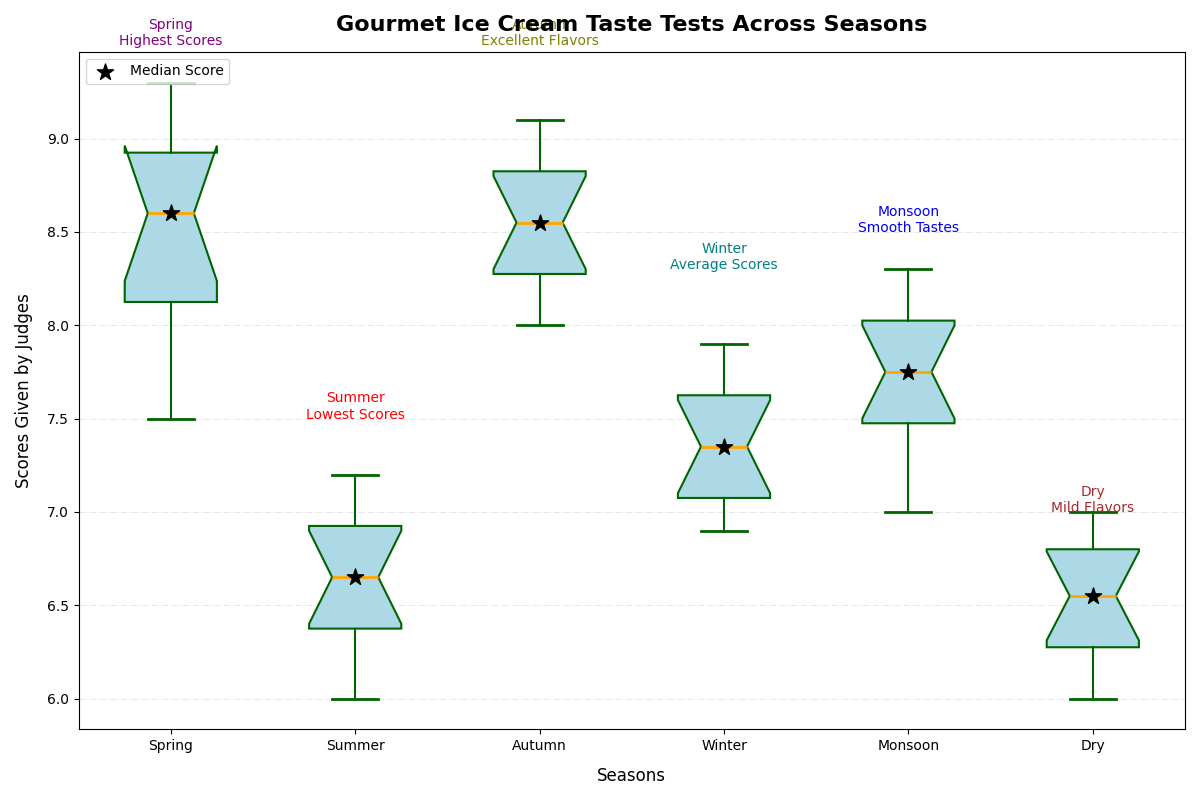 Gourmet Ice Cream Taste Tests Across Seasons
Spring
Highest Scores
Autumn
Excellent Flavors
Median Score
Monsoon
Smooth Tastes
Winter
Average Scores
Summer
Lowest Scores
Dry
Mild Flavors
Scores Given by Judges
9.0
8.5
8.0
7.5
7.0
6.5
6.0
Spring
Summer
Autumn
Winter
Monsoon
Dry
Seasons